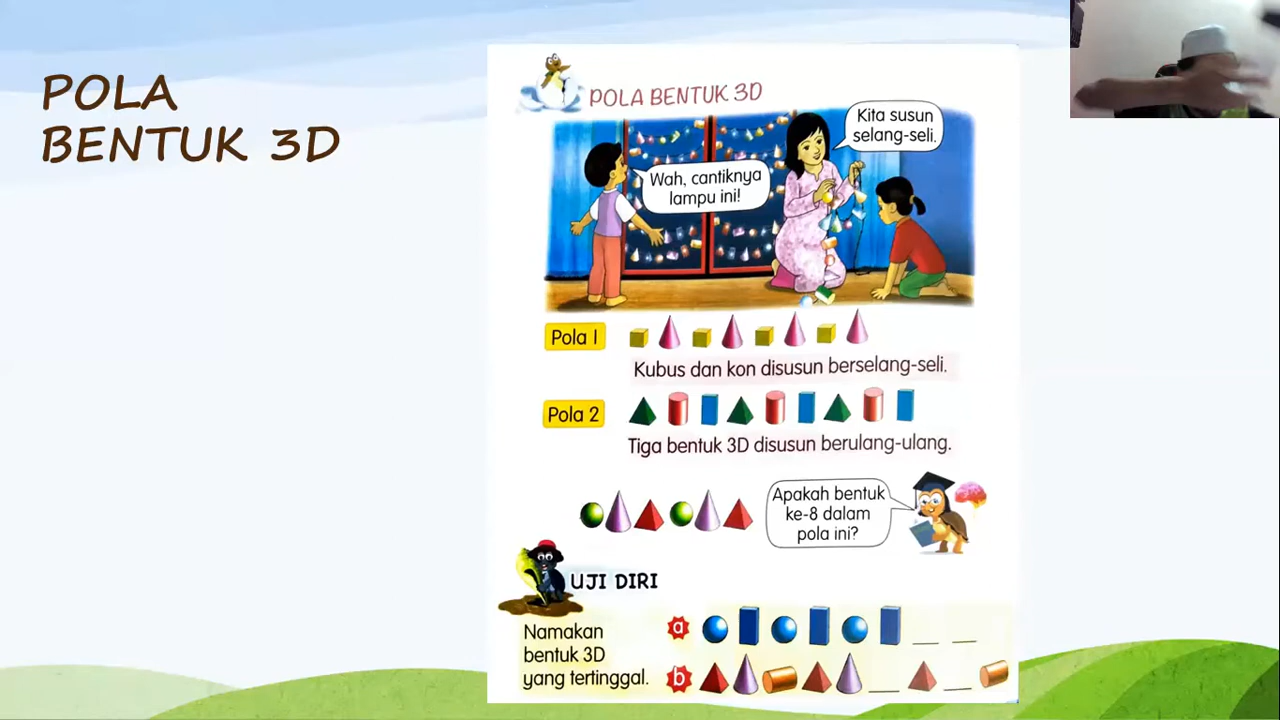 POLA
BENTUK 3D
POLA BENTUK 3D
Kita susun
selang-seli.
Wah, cantiknya
lampu ini!
Pola 1
Kubus dan kon disusun berselang-seli.
Pola 2
Tiga bentuk 3D disusun berulang-ulang.
Apakah bentuk
ke-8 dalam
pola ini?
UJI DIRI
Namakan
bentuk 3D
yang tertinggal.
a
b